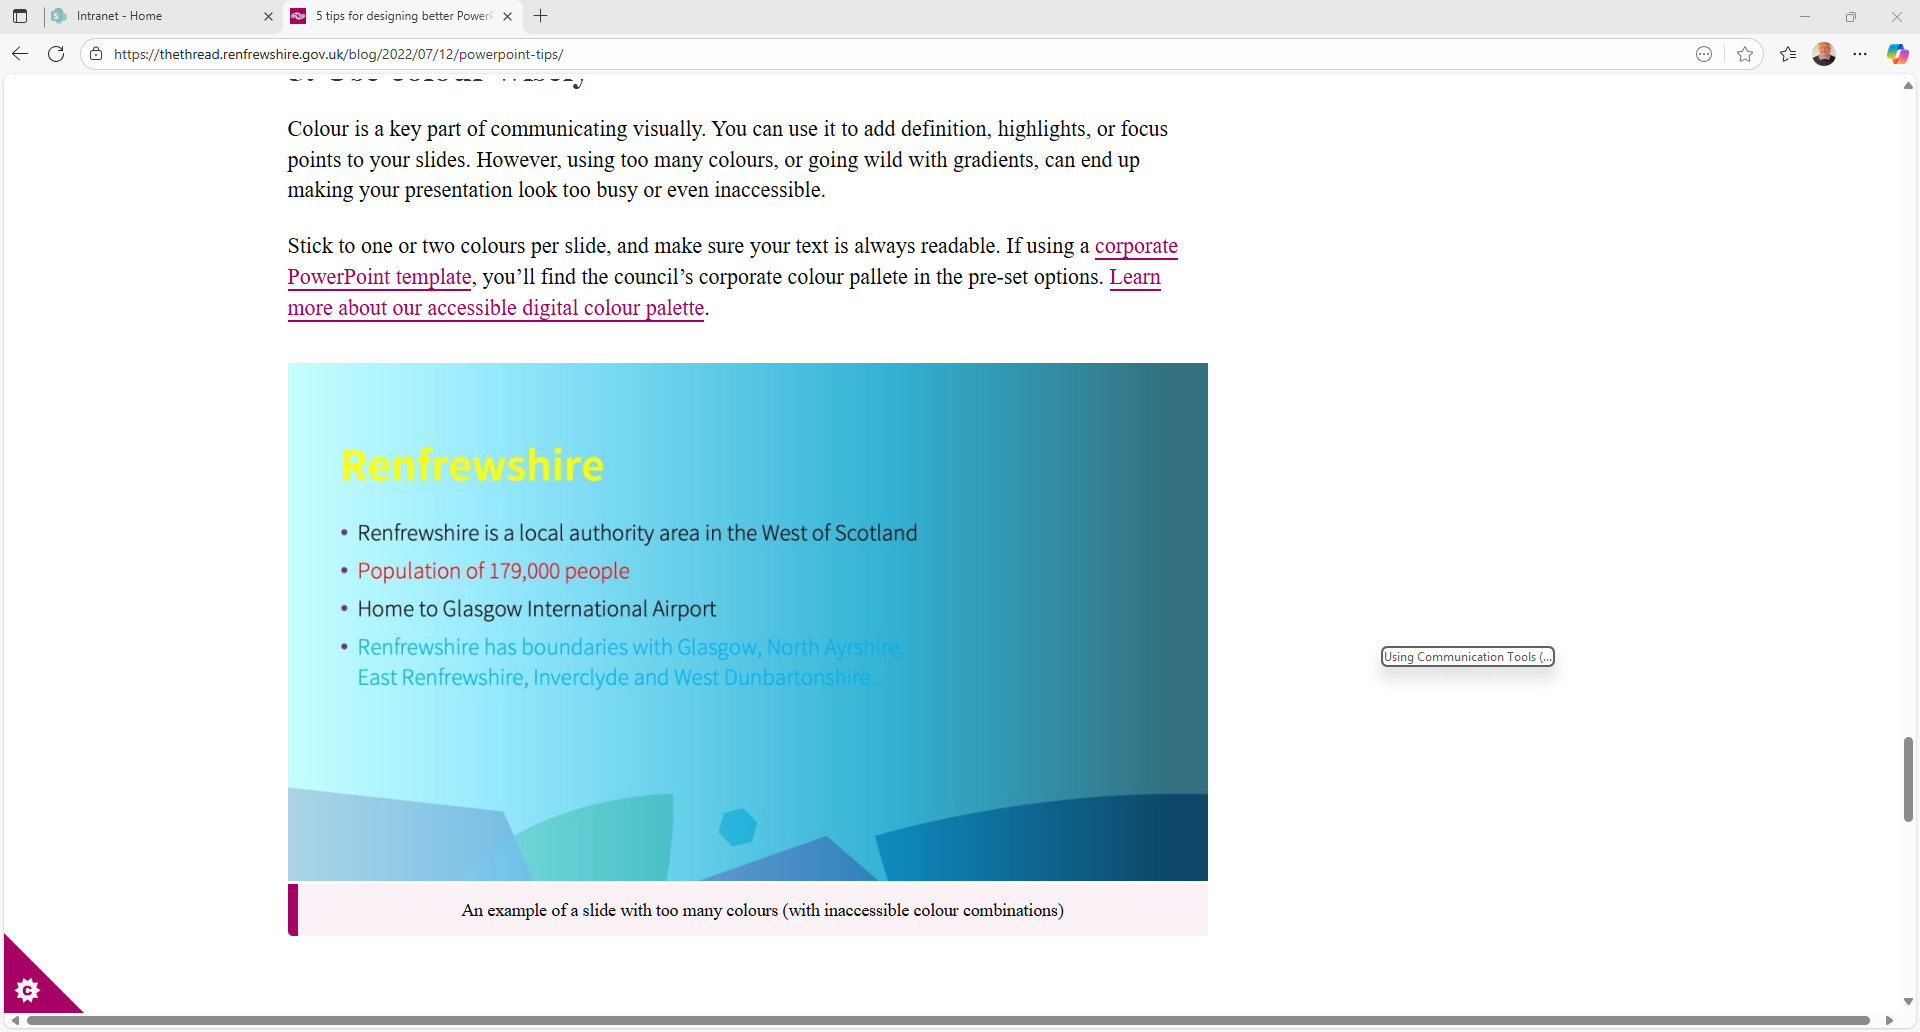 Intranet - Home
5 tips for designing better PowerP
https://thethread.renfrewshire.gov.uk/blog/2022/07/12/powerpoint-tips/
Use colour wisely
Colour is a key part of communicating visually. You can use it to add definition, highlights, or focus
points to your slides. However, using too many colours, or going wild with gradients, can end up
making your presentation look too busy or even inaccessible.
Stick to one or two colours per slide, and make sure your text is always readable. If using a corporate
PowerPoint template, you’ll find the council’s corporate colour pallete in the pre-set options. Learn
more about our accessible digital colour palette.
Renfrewshire
• Renfrewshire is a local authority area in the West of Scotland
• Population of 179,000 people
• Home to Glasgow International Airport
• Renfrewshire has boundaries with Glasgow, North Ayrshire,
East Renfrewshire, Inverclyde and West Dunbartonshire.
Using Communication Tools (...
An example of a slide with too many colours (with inaccessible colour combinations)
C